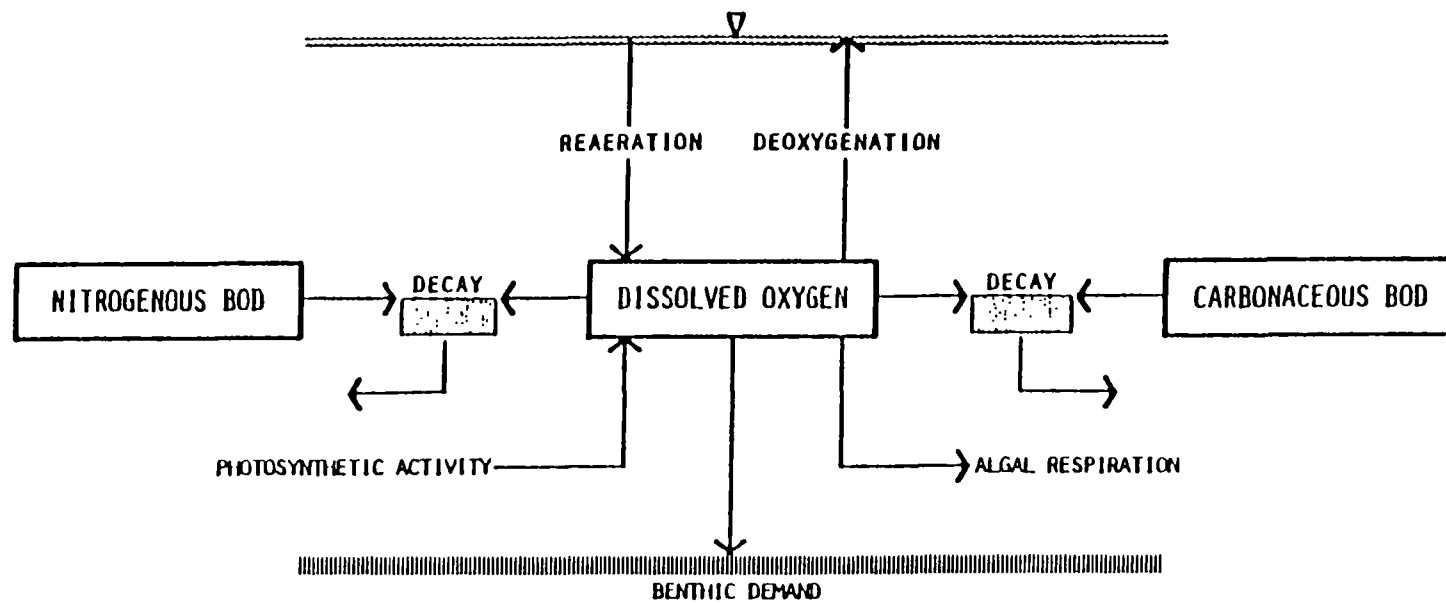 REAERATION DEOXYGENATION
DECAY DECAY
NITROGENOUS BOD DISSOLVED OXYGEN CARBONACEOUS BOD
PHOTOSYNTHETIC ACTIVITY ALGAL RESPIRATION
BENTHIC DEMAND